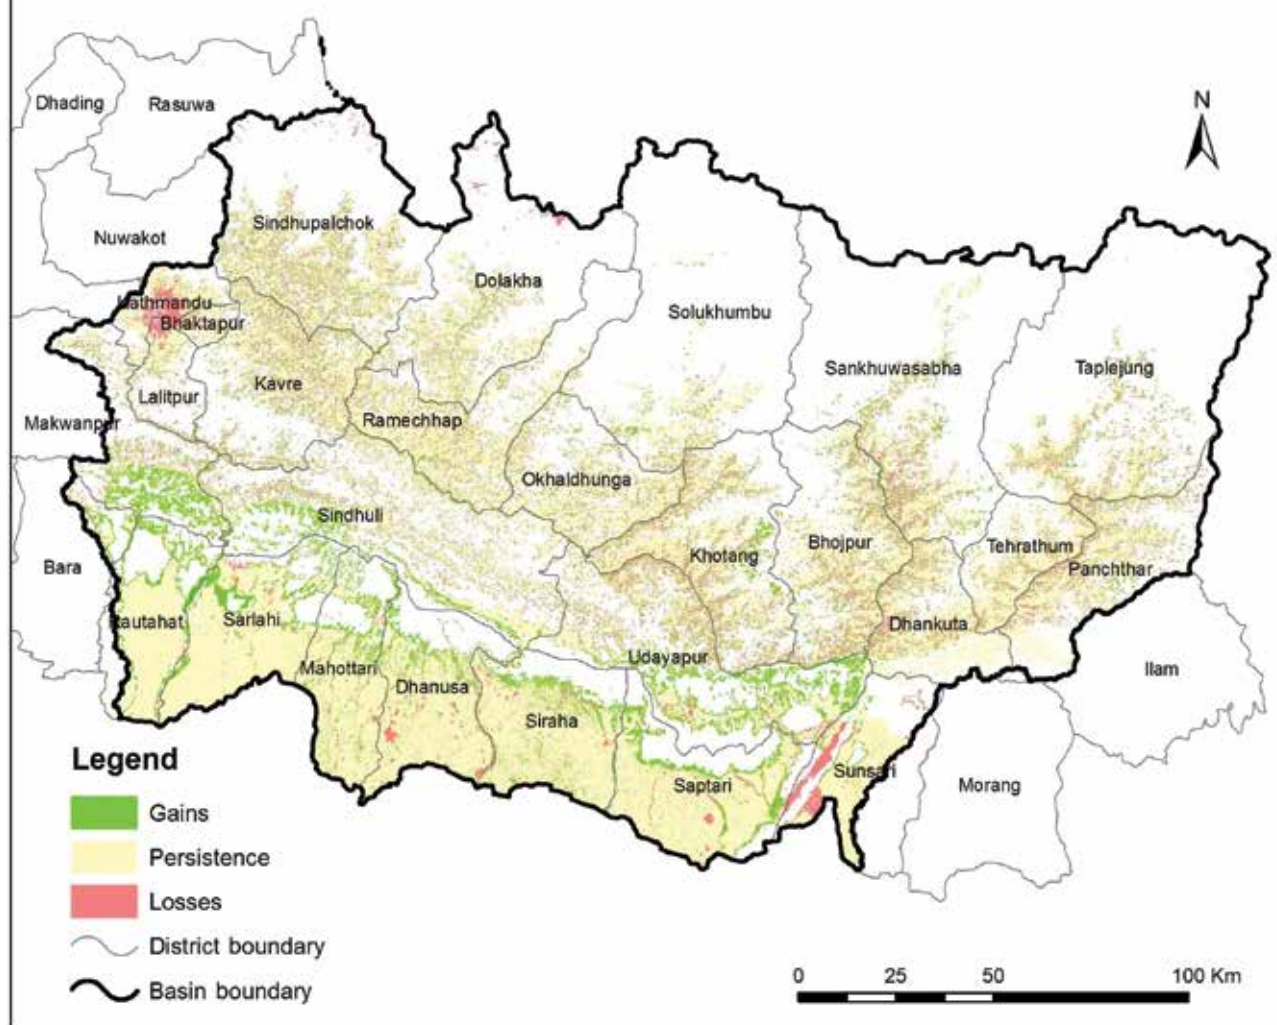 N
Dhading
Rasuwa
Sindhupalchok
Nuwakot
Dolakha
Kathmandu
Solukhumbu
Bhaktapur
Sankhuwasabha
Taplejung
Kavre
Lalitpur
Ramechhap
Makwanpur
Okhaldhunga
Sindhuli
Bhojpur
Tehrathum
Khotang
Bara
Panchthar
Rautahat
Sarlahi
Dhankuta
Udayapur
Mahottari
Ilam
Dhanusa
Siraha
Sunsari
Saptari
Morang
Legend
Gains
Persistence
Losses
District boundary
Basin boundary
0 25 50 100 Km